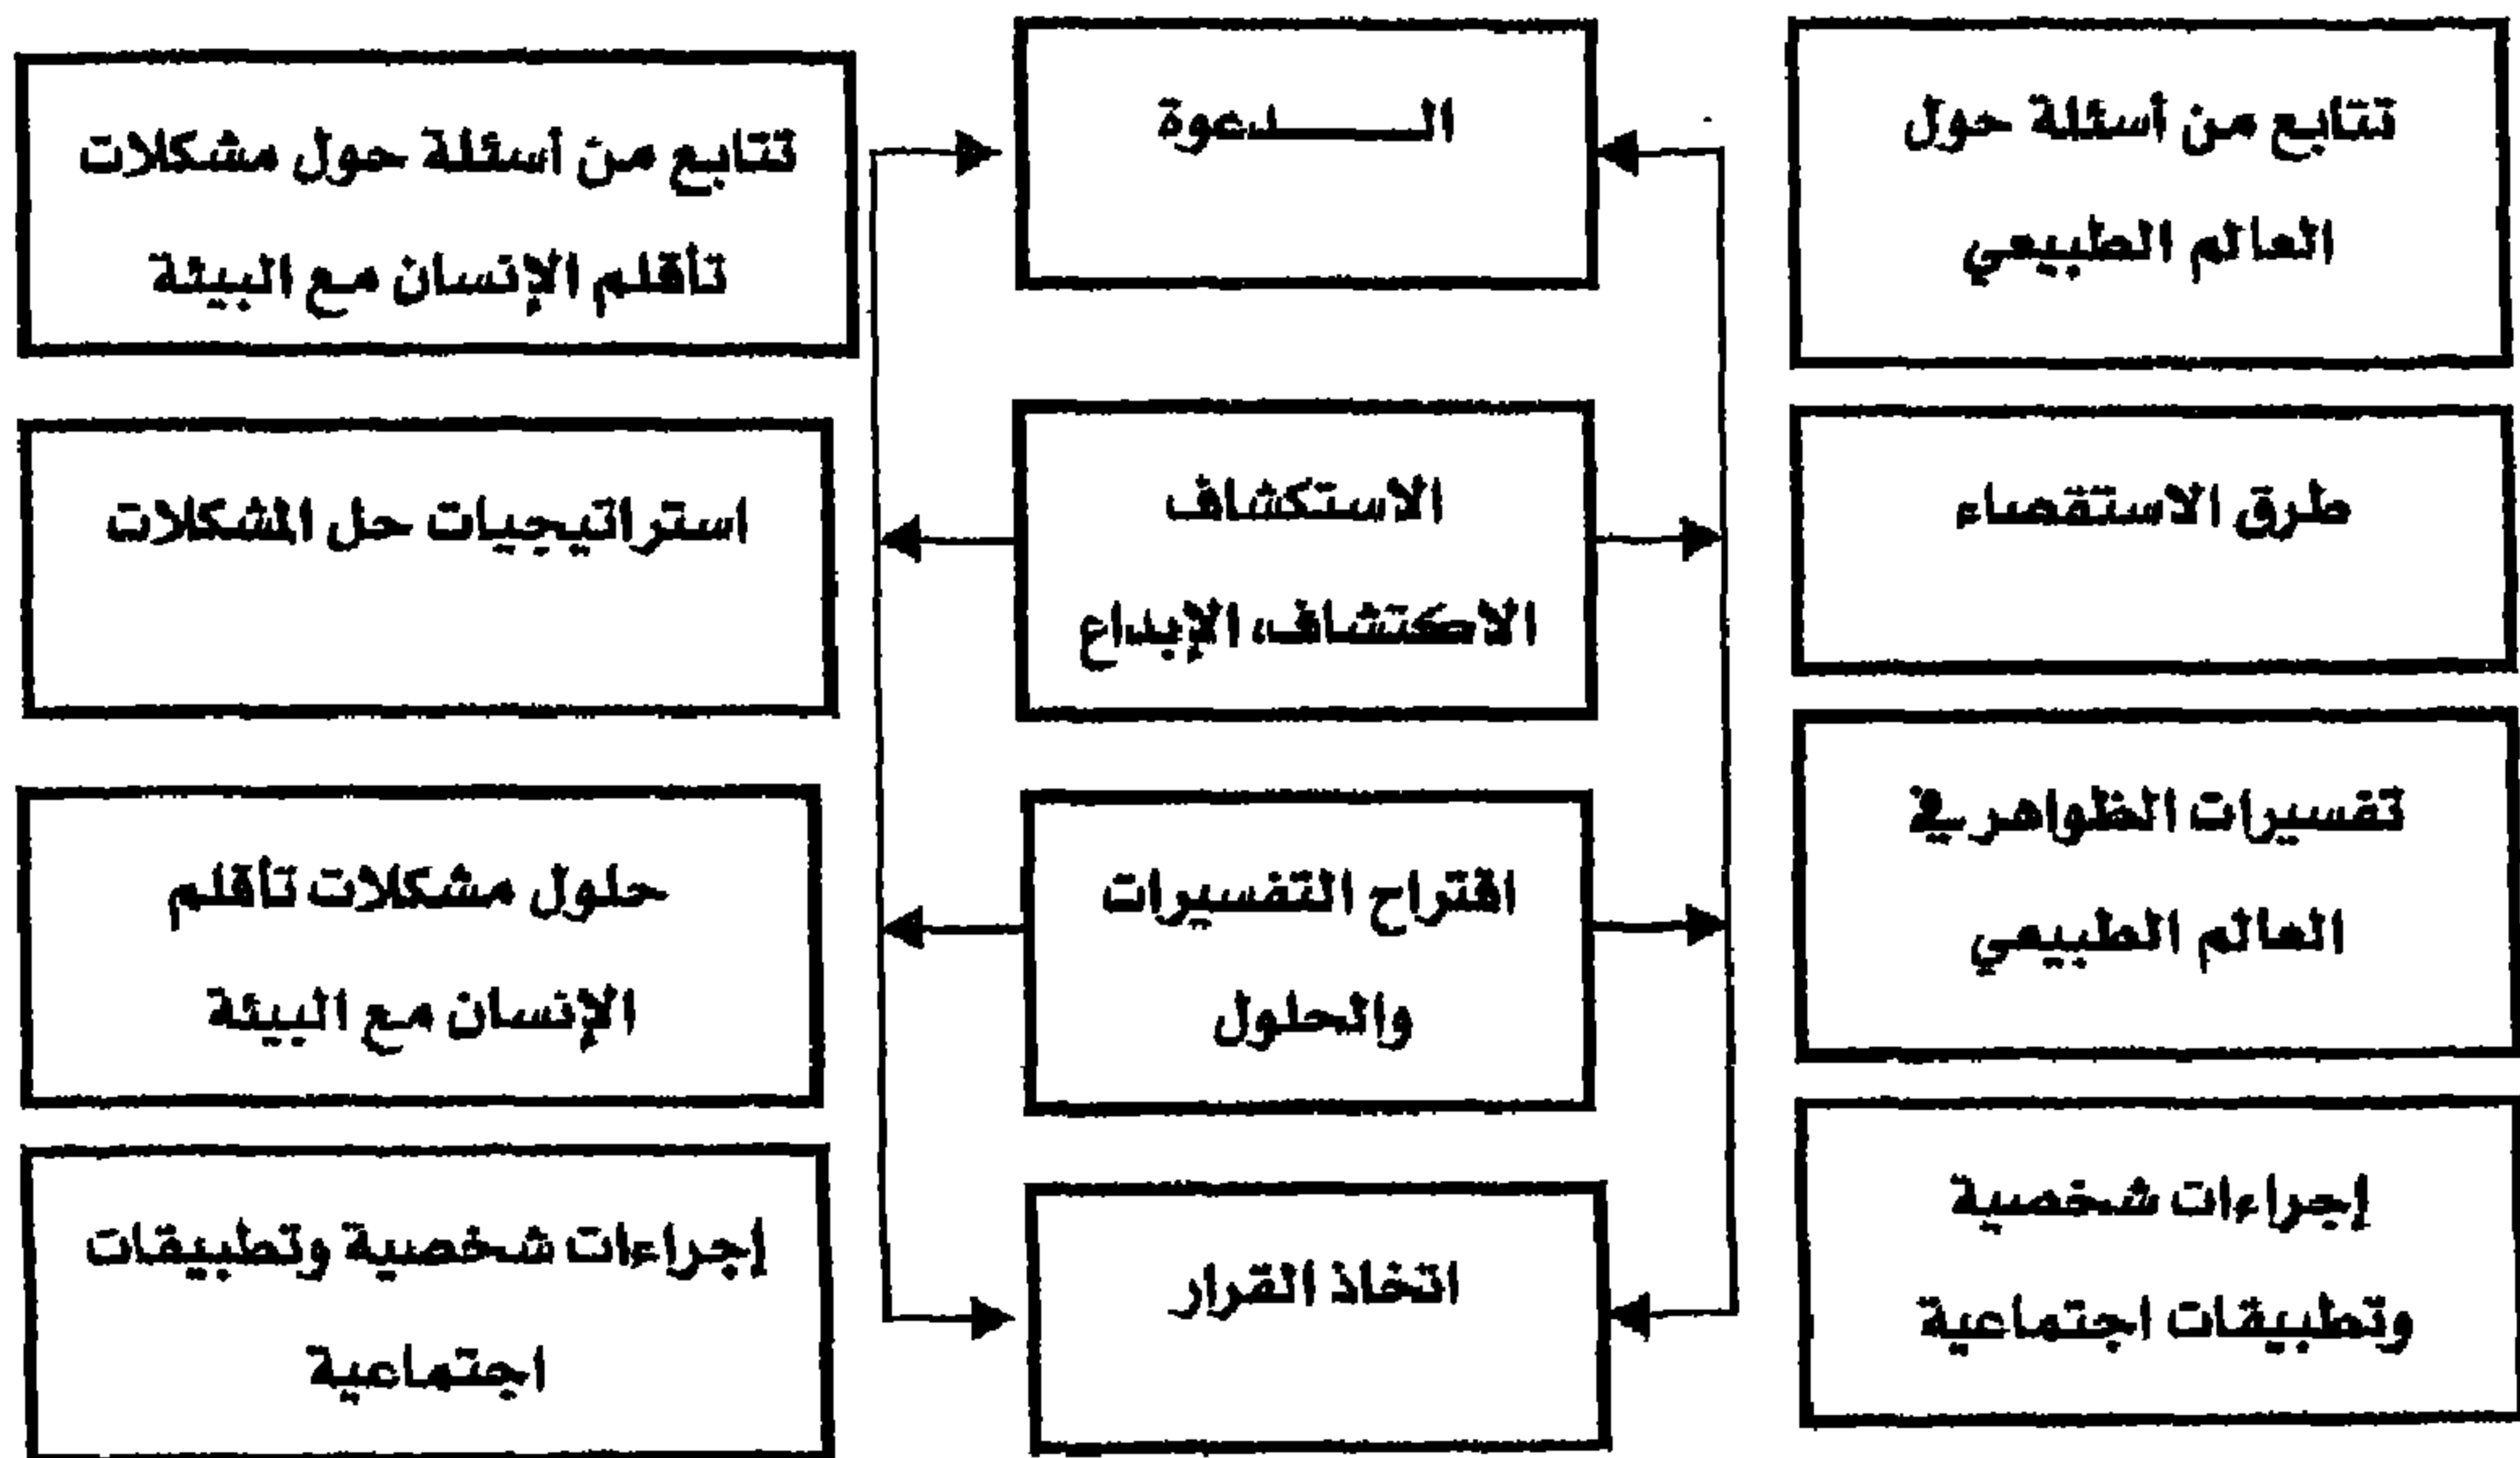 تتابع من أسئلة حول
العالم الطبيعي
الـدعوة
تتابع من أسئلة حول مشكلات
تأقلم الإنسان مع البيئة
طرق الاستقصاء
الاستكشاف
الاكتشاف، الإبداع
استراتيجيات حل المشكلات
تفسيرات الظواهر في
العالم الطبيعي
اقتراح التفسيرات
والحلول
حلول مشكلات تأقلم
الإنسان مع البيئة
إجراءات شخصية
وتطبيقات اجتماعية
اتخاذ القرار
إجراءات شخصية وتطبيقات
اجتماعية